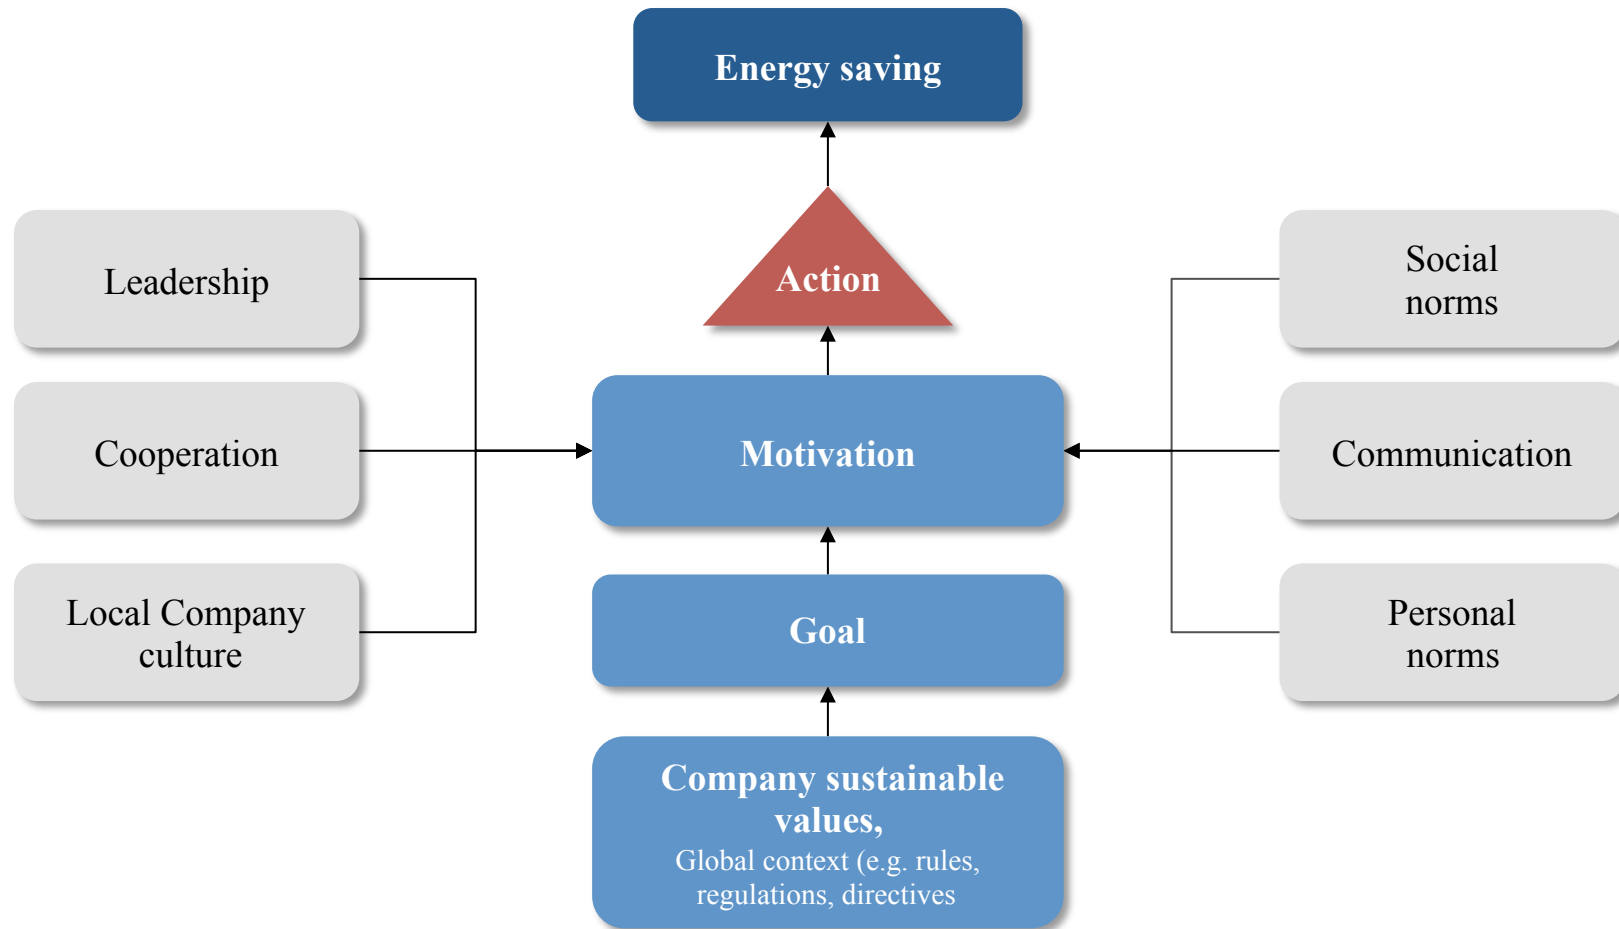 Energy saving
Action
Leadership
Social
norms
Cooperation
Motivation
Communication
Local Company
culture
Goal
Personal
norms
Company sustainable
values,
Global context (e.g. rules,
regulations, directives